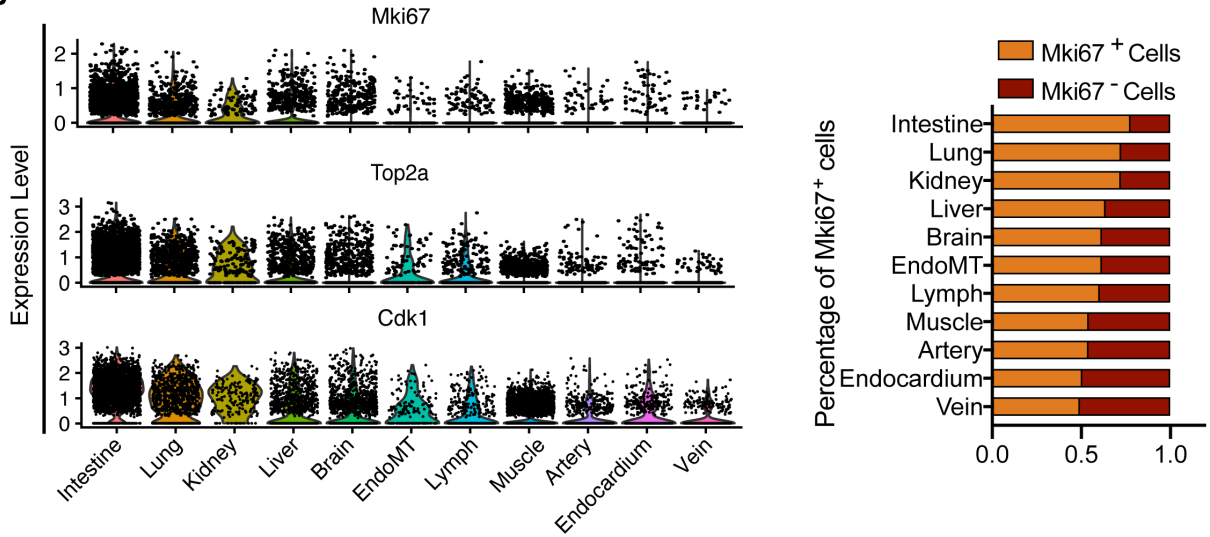 Mki67
2
1
0
Top2a
3
2
1
0
Cdk1
3
2
1
0
Expression Level
Intestine
Lung
Kidney
Liver
Brain
EndoMT
Lymph
Muscle
Artery
Endocardium
Vein
Mki67 + Cells
Mki67 - Cells
Percentage of Mki67+ cells
Intestine
Lung
Kidney
Liver
Brain
EndoMT
Lymph
Muscle
Artery
Endocardium
Vein
0.0 0.5 1.0